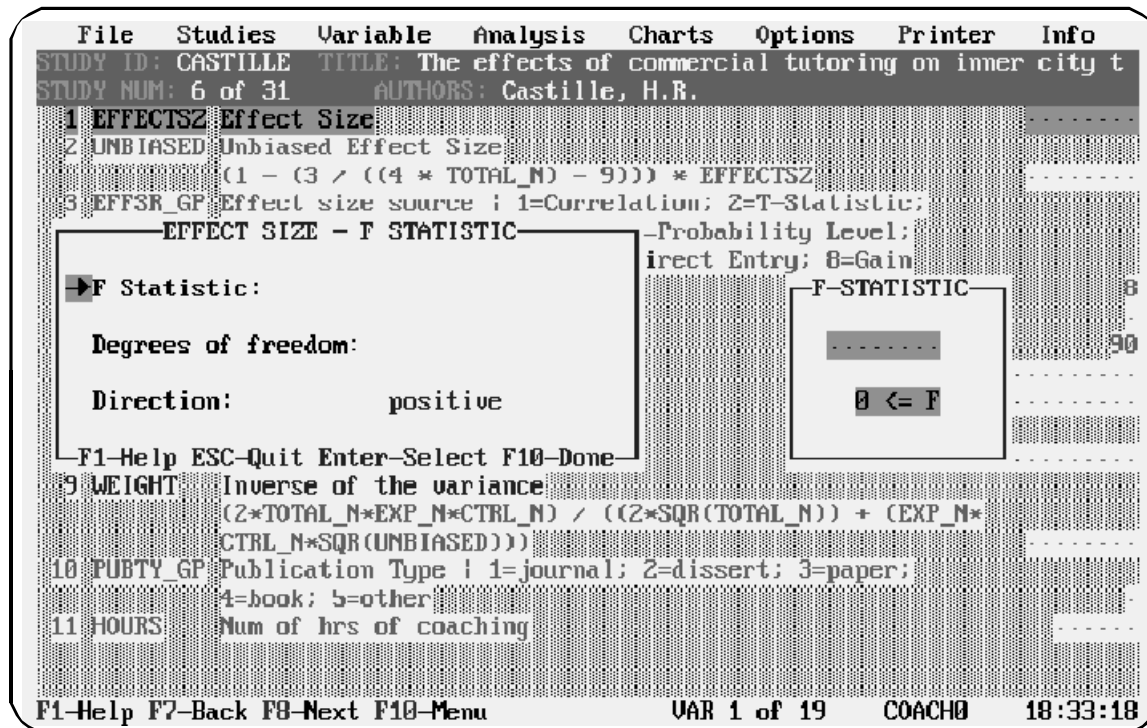 File Studies Variable Analysis Charts Options Printer Info
STUDY ID: CASTILLE TITLE: The effects of commercial tutoring on inner city t
STUDY NUM: 6 of 31 AUTHORS: Castille, H.R.
1 EFFECTSZ Effect Size
2 UNBIASED Unbiased Effect Size
(1 - (3 / ((4 * TOTAL_N) - 9))) * EFFECTSZ
3 EFFSR_GP Effect size source | 1=Correlation; 2=T-Statistic;
EFFECT SIZE - F STATISTIC -Probability Level;
irect Entry; 8=Gain
F Statistic: F-STATISTIC 8
Degrees of freedom: 90
Direction: positive 0 <= F
F1-Help ESC-Quit Enter-Select F10-Done
9 WEIGHT Inverse of the variance
(2*TOTAL_N*EXP_N*CTRL_N) / ((2*SQR(TOTAL_N)) + (EXP_N*
CTRL_N*SQR(UNBIASED)))
10 PUBTY_GP Publication Type | 1=journal; 2=dissert; 3=paper;
4=book; 5=other
11 HOURS Num of hrs of coaching
F1-Help F7-Back F8-Next F10-Menu VAR 1 of 19 COACH0 18:33:18